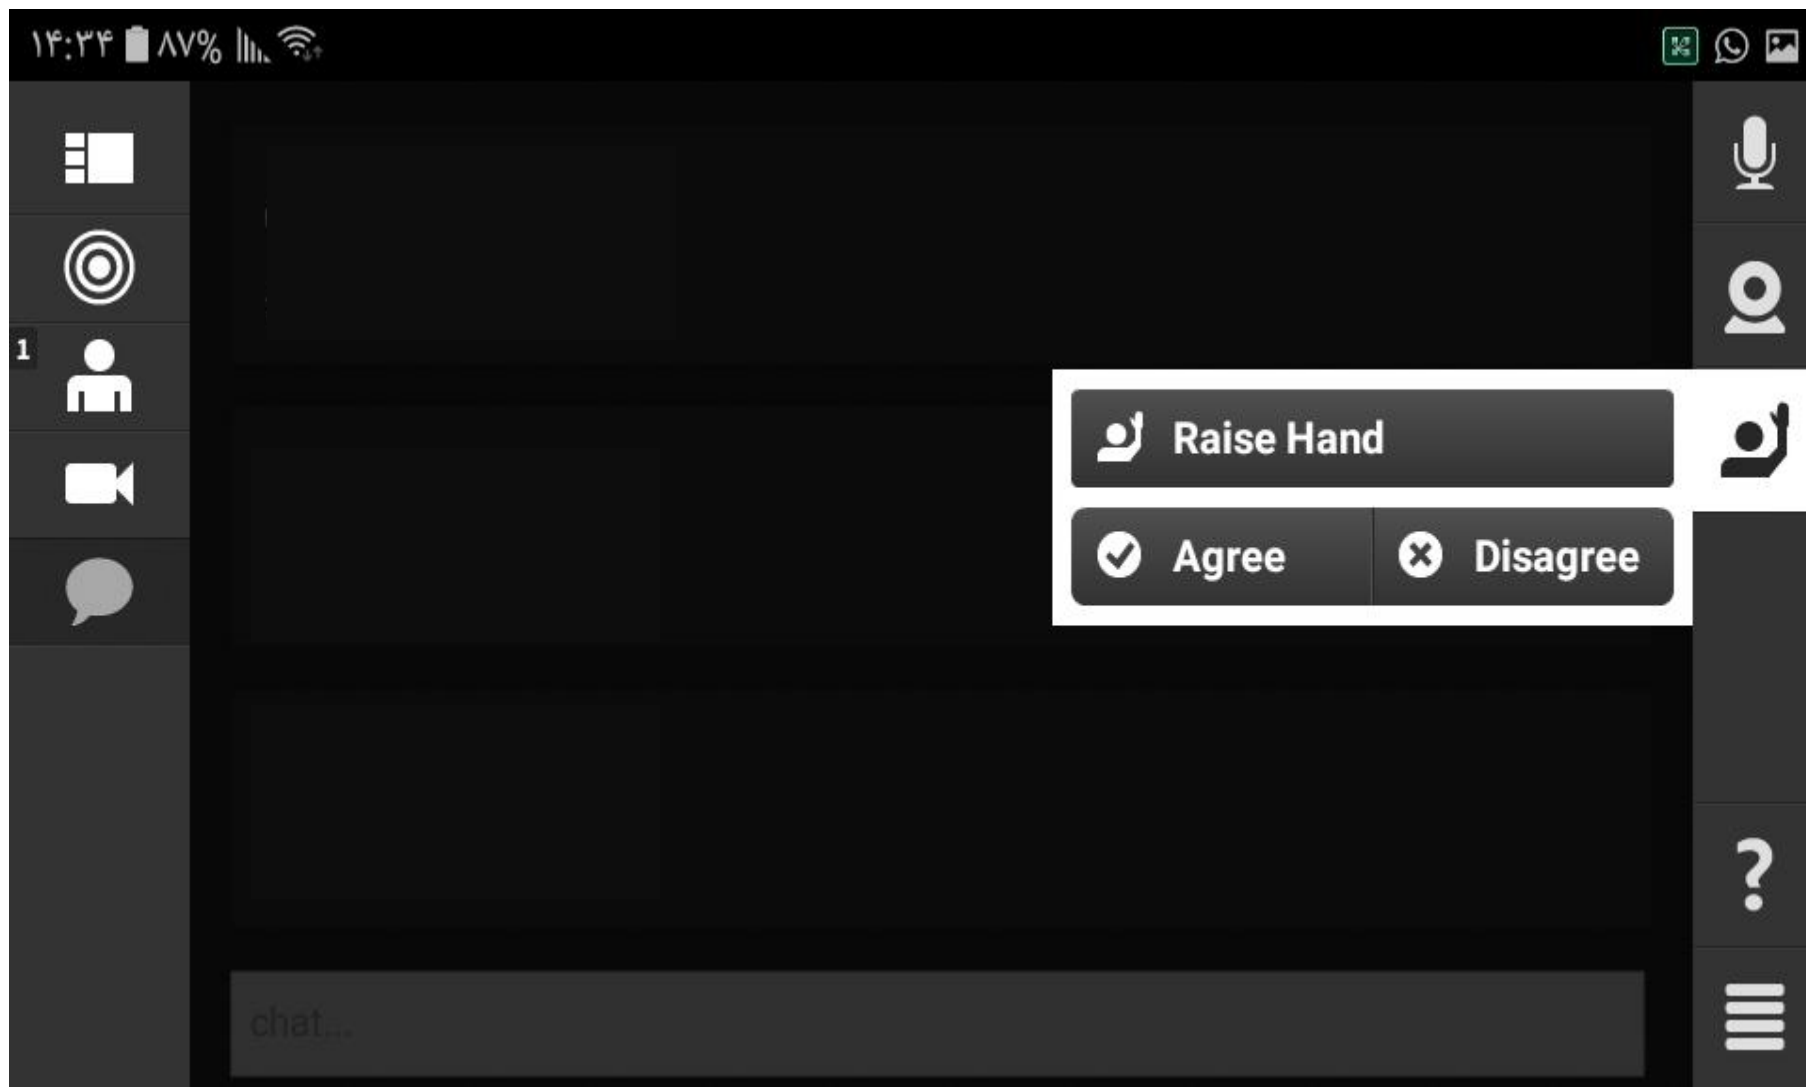 ۱۴:۳۴ ۸۷%
1
Raise Hand
Agree Disagree
chat...
?